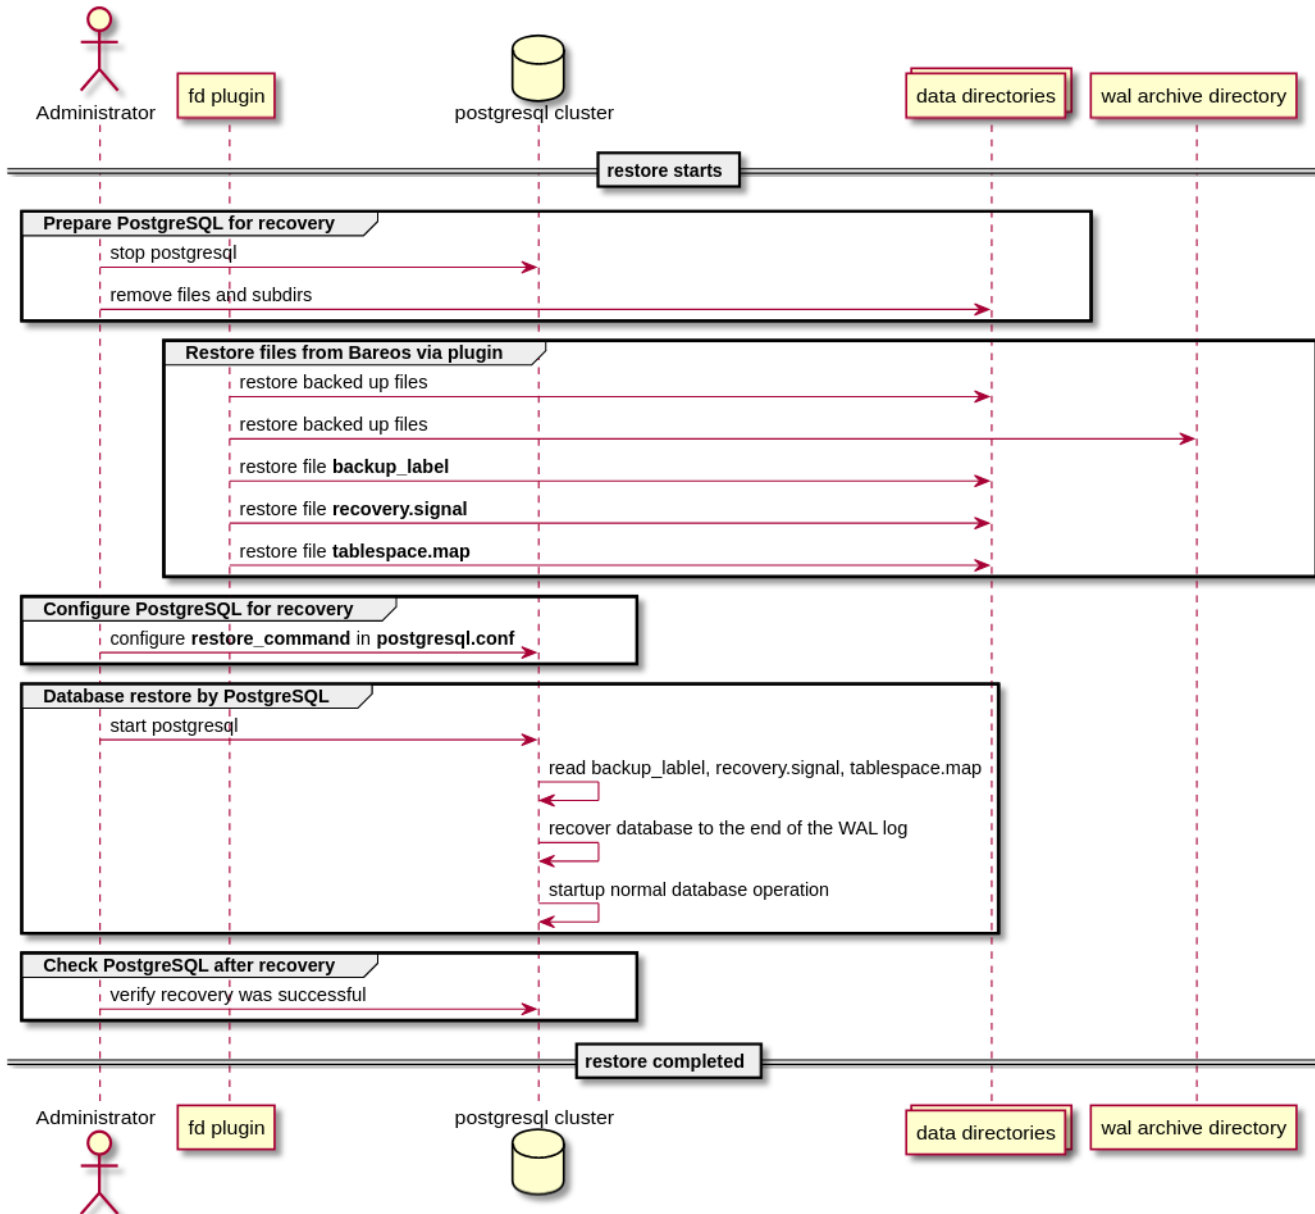 Administrator
fd plugin
postgresql cluster
data directories
wal archive directory
restore starts
Prepare PostgreSQL for recovery
stop postgresql
remove files and subdirs
Restore files from Bareos via plugin
restore backed up files
restore backed up files
restore file backup_label
restore file recovery.signal
restore file tablespace.map
Configure PostgreSQL for recovery
configure restore_command in postgresql.conf
Database restore by PostgreSQL
start postgresql
read backup_lablel, recovery.signal, tablespace.map
recover database to the end of the WAL log
startup normal database operation
Check PostgreSQL after recovery
verify recovery was successful
restore completed
Administrator
fd plugin
postgresql cluster
data directories
wal archive directory